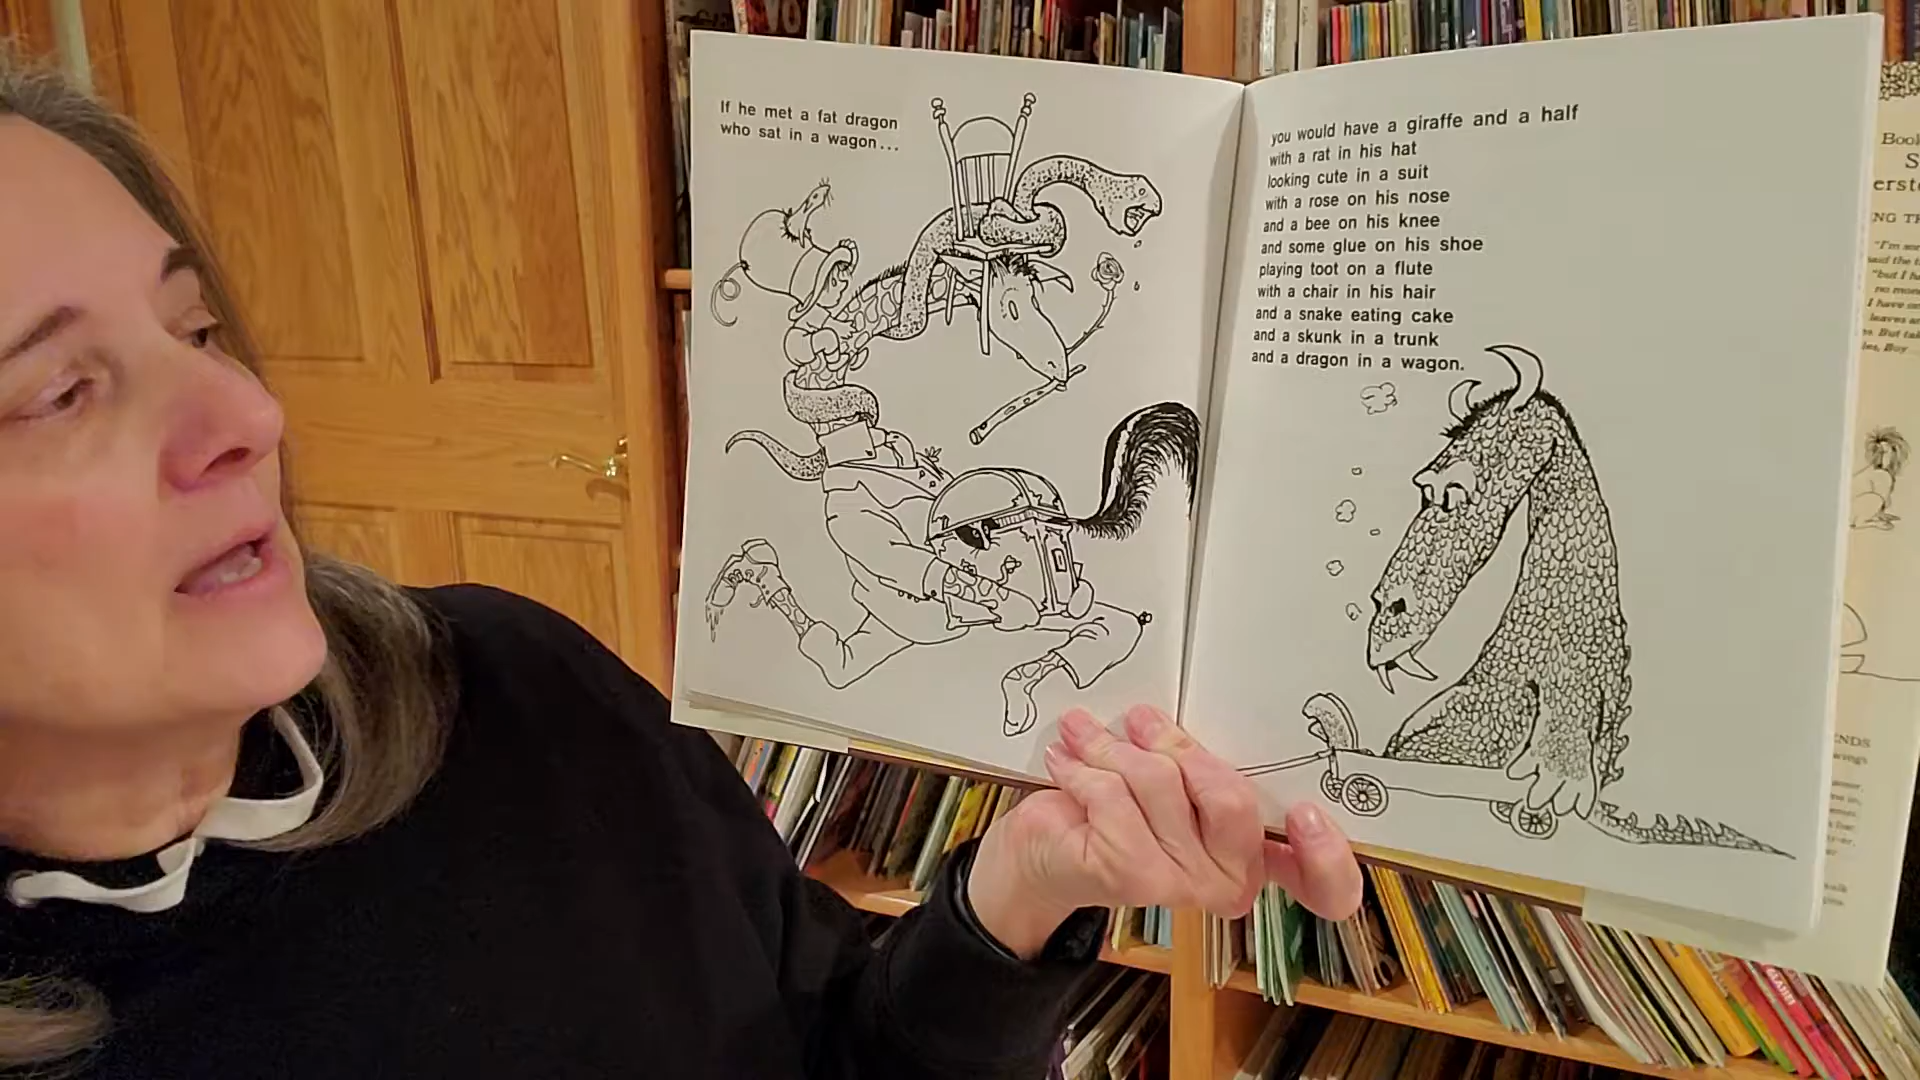 If he met a fat dragon
who sat in a wagon...
you would have a giraffe and a half
with a rat in his hat
looking cute in a suit
with a rose on his nose
and a bee on his knee
and some glue on his shoe
playing toot on a flute
with a chair in his hair
and a snake eating cake
and a skunk in a trunk
and a dragon in a wagon.